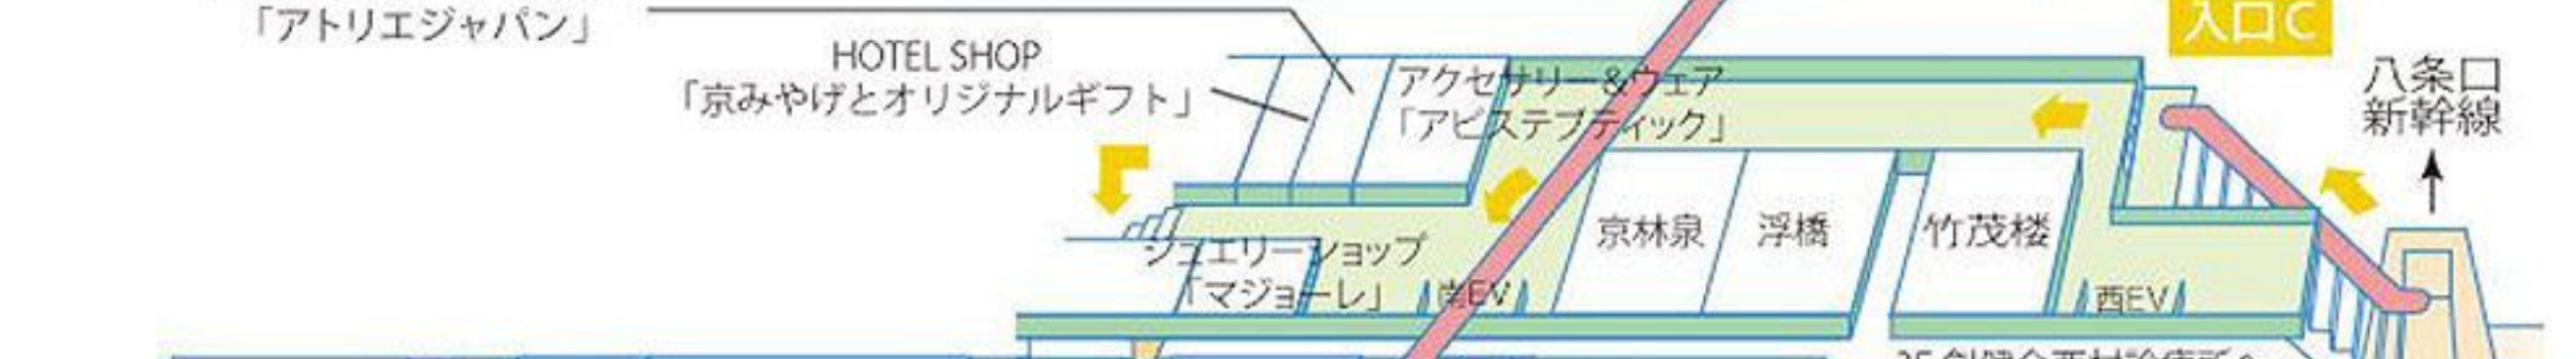 「アトリエジャパン」
HOTEL SHOP
「京みやげとオリジナルギフト」
アクセサリー&ウェア
「アビステブティック」
入口C
八条口
新幹線
京林泉
浮橋
竹茂楼
ジュエリーショップ
「マジョーレ」
南EV
西EV